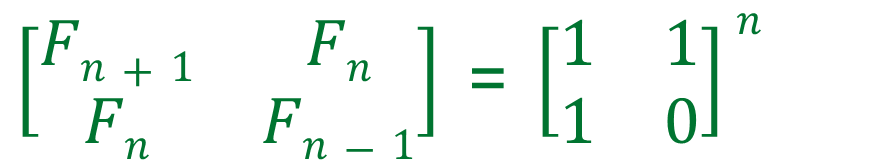 [F_{n + 1} F_n] = [1 1]^n
[F_n F_{n − 1}] [1 0]